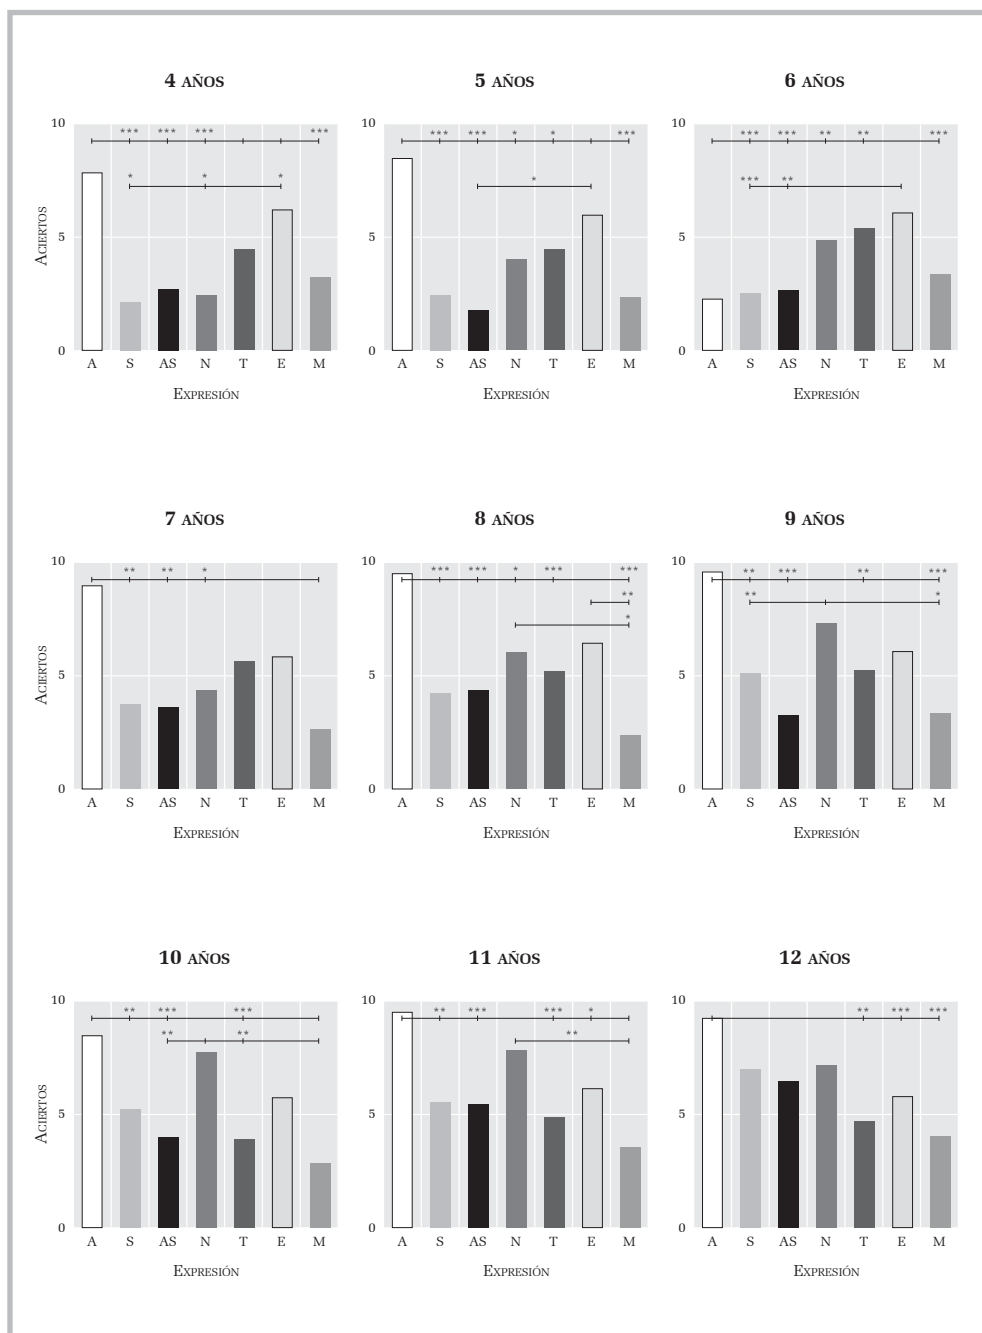 4 AÑOS
10
*** *** *** ***
* * *
5
0
ACIERTOS
A S AS N T E M
EXPRESIÓN
5 AÑOS
10
*** *** * * ***
*
5
0
A S AS N T E M
EXPRESIÓN
6 AÑOS
10
*** *** ** ** ***
*** **
5
0
A S AS N T E M
EXPRESIÓN
7 AÑOS
10
** ** *
5
0
ACIERTOS
A S AS N T E M
EXPRESIÓN
8 AÑOS
10
*** *** * *** ***
**
*
5
0
A S AS N T E M
EXPRESIÓN
9 AÑOS
10
** *** ** ***
** *
5
0
A S AS N T E M
EXPRESIÓN
10 AÑOS
10
** *** ***
** **
5
0
ACIERTOS
A S AS N T E M
EXPRESIÓN
11 AÑOS
10
** *** *** *
**
5
0
A S AS N T E M
EXPRESIÓN
12 AÑOS
10
** *** ***
5
0
A S AS N T E M
EXPRESIÓN